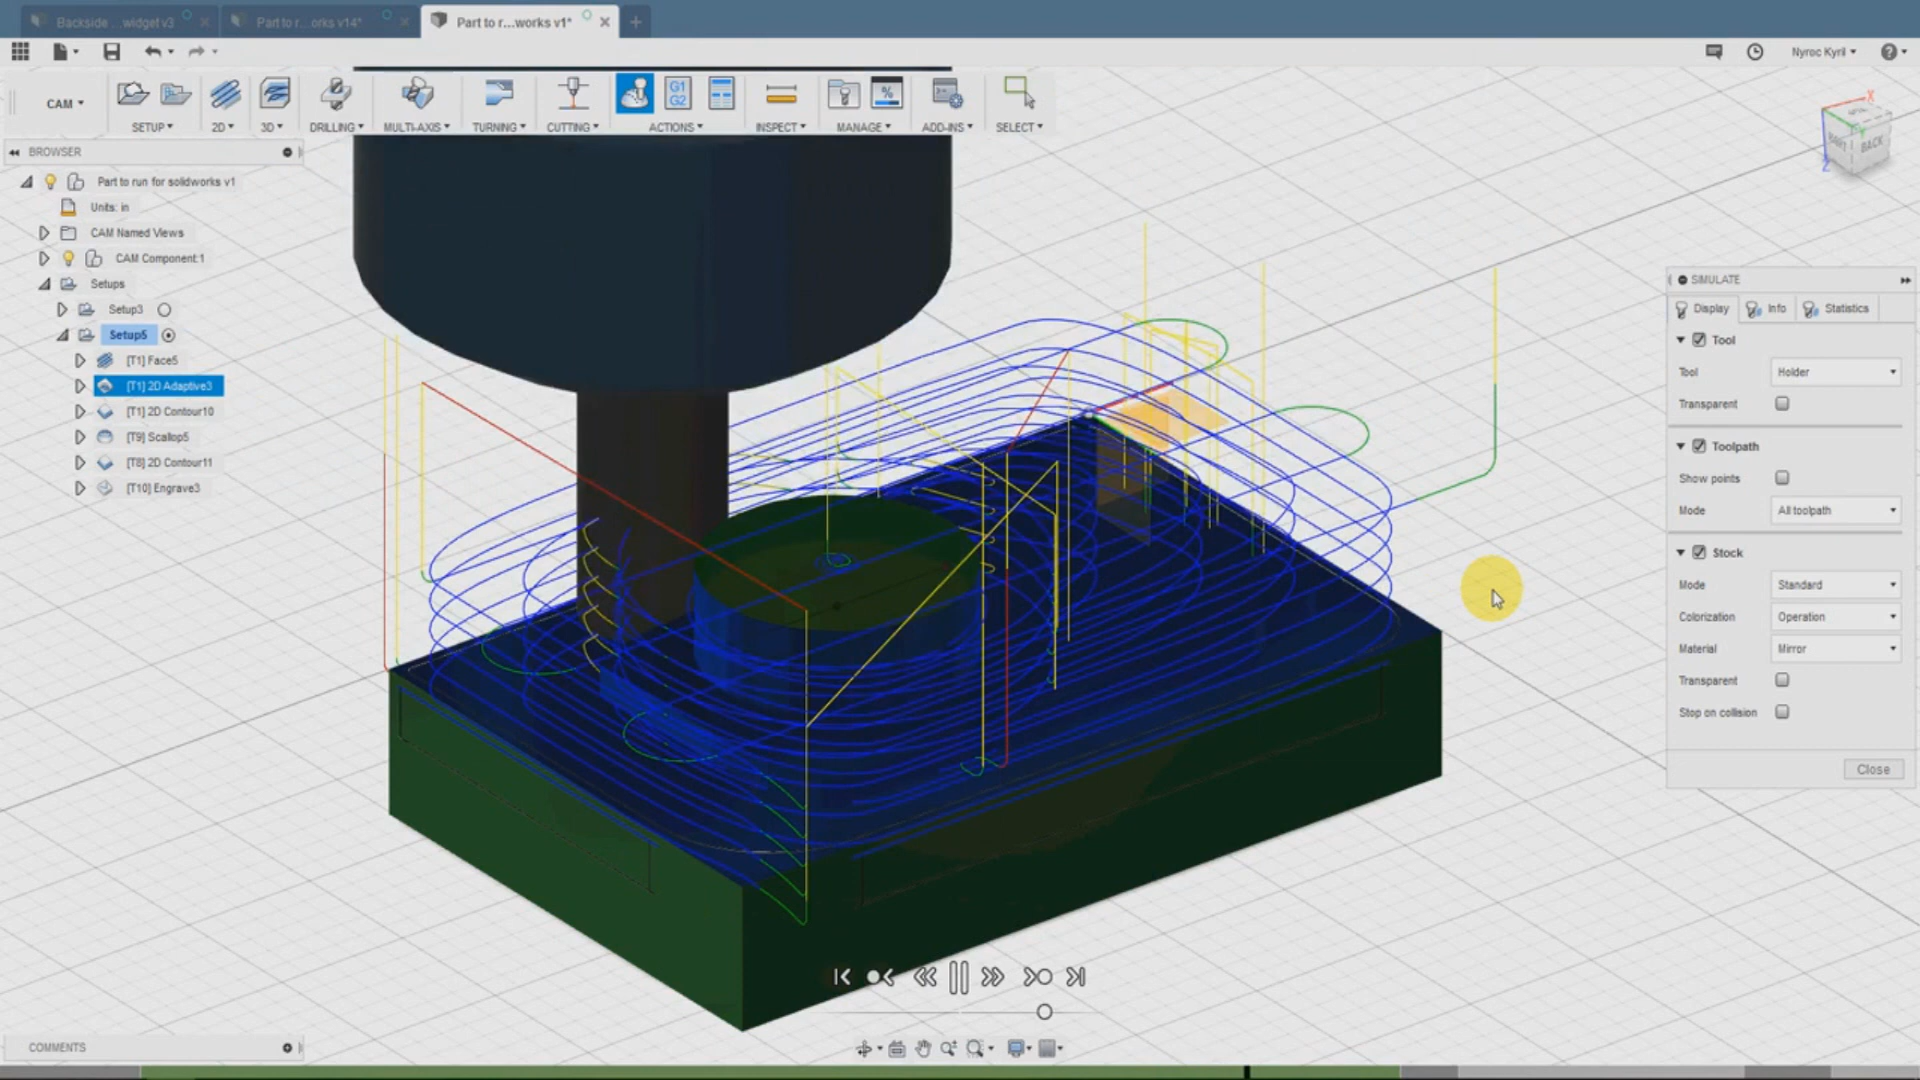 Backside ...widget v3
Part to r...orks v14*
Part to r...works v1*
Nyroc Kyril
CAM
SETUP
2D
3D
DRILLING
MULTI-AXIS
TURNING
CUTTING
G1
G2
ACTIONS
INSPECT
%
MANAGE
ADD-INS
SELECT
BROWSER
Part to run for solidworks v1
Units: in
CAM Named Views
CAM Component:1
Setups
Setup3
Setup5
[T1] Face5
[T1] 2D Adaptive3
[T1] 2D Contour10
[T9] Scallop5
[T8] 2D Contour11
[T10] Engrave3
X
Y
Z
BACK
SIMULATE
Display
Info
Statistics
Tool
Tool
Holder
Transparent
Toolpath
Show points
Mode
All toolpath
Stock
Mode
Standard
Colorization
Operation
Material
Mirror
Transparent
Stop on collision
Close
COMMENTS